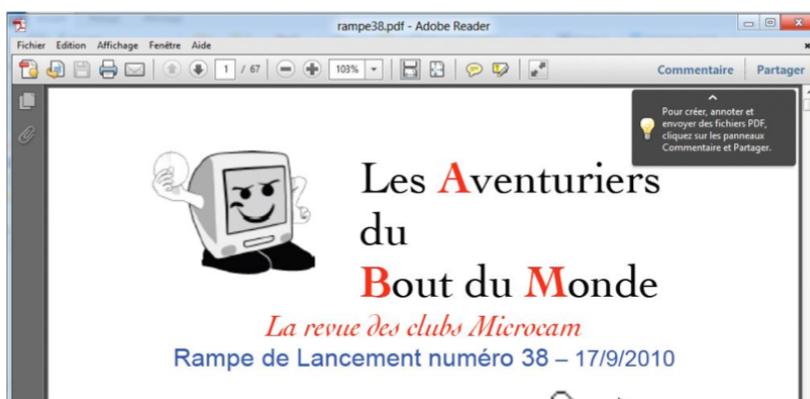 rampe38.pdf - Adobe Reader
Fichier Edition Affichage Fenêtre Aide
1 / 67 103% Commentaire Partager
Pour créer, annoter et
envoyer des fichiers PDF,
cliquez sur les panneaux
Commentaire et Partager.
Les Aventuriers
du
Bout du Monde
La revue des clubs Microcam
Rampe de Lancement numéro 38 – 17/9/2010